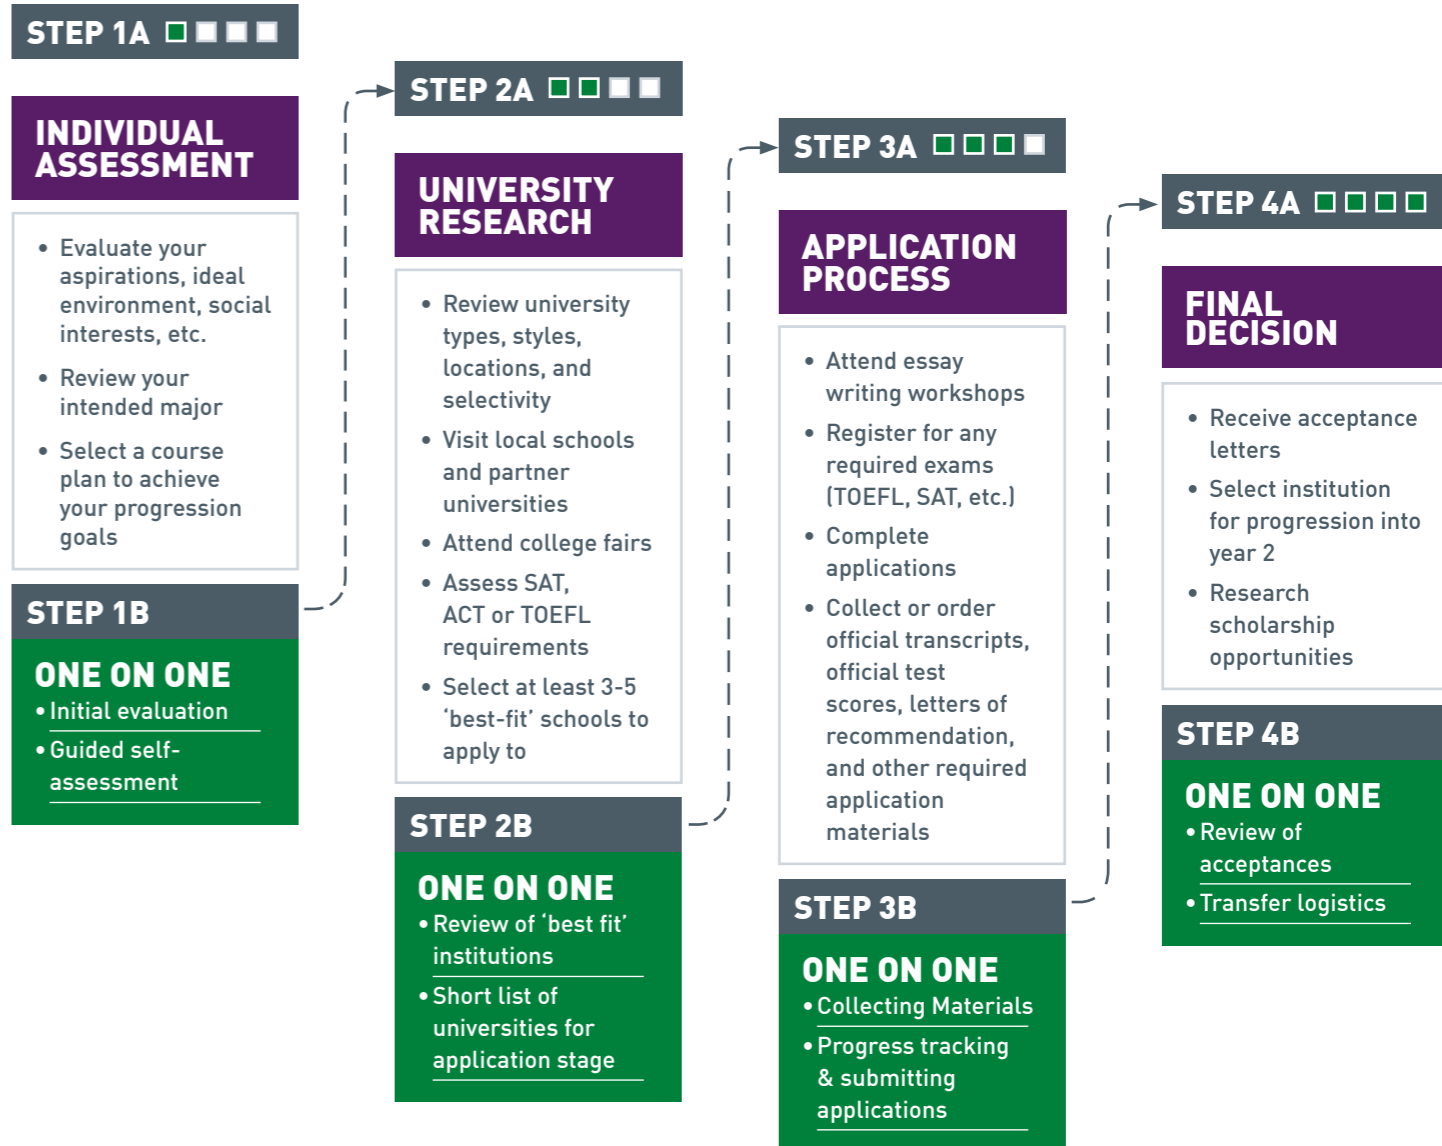 STEP 1A
INDIVIDUAL
ASSESSMENT
• Evaluate your
aspirations, ideal
environment, social
interests, etc.
• Review your
intended major
• Select a course
plan to achieve
your progression
goals
STEP 1B
ONE ON ONE
• Initial evaluation
• Guided self-
assessment
STEP 2A
UNIVERSITY
RESEARCH
• Review university
types, styles,
locations, and
selectivity
• Visit local schools
and partner
universities
• Attend college fairs
• Assess SAT,
ACT or TOEFL
requirements
• Select at least 3-5
‘best-fit’ schools to
apply to
STEP 2B
ONE ON ONE
• Review of ‘best fit’
institutions
• Short list of
universities for
application stage
STEP 3A
APPLICATION
PROCESS
• Attend essay
writing workshops
• Register for any
required exams
(TOEFL, SAT, etc.)
• Complete
applications
• Collect or order
official transcripts,
official test
scores, letters of
recommendation,
and other required
application
materials
STEP 3B
ONE ON ONE
• Collecting Materials
• Progress tracking
& submitting
applications
STEP 4A
FINAL
DECISION
• Receive acceptance
letters
• Select institution
for progression into
year 2
• Research
scholarship
opportunities
STEP 4B
ONE ON ONE
• Review of
acceptances
• Transfer logistics